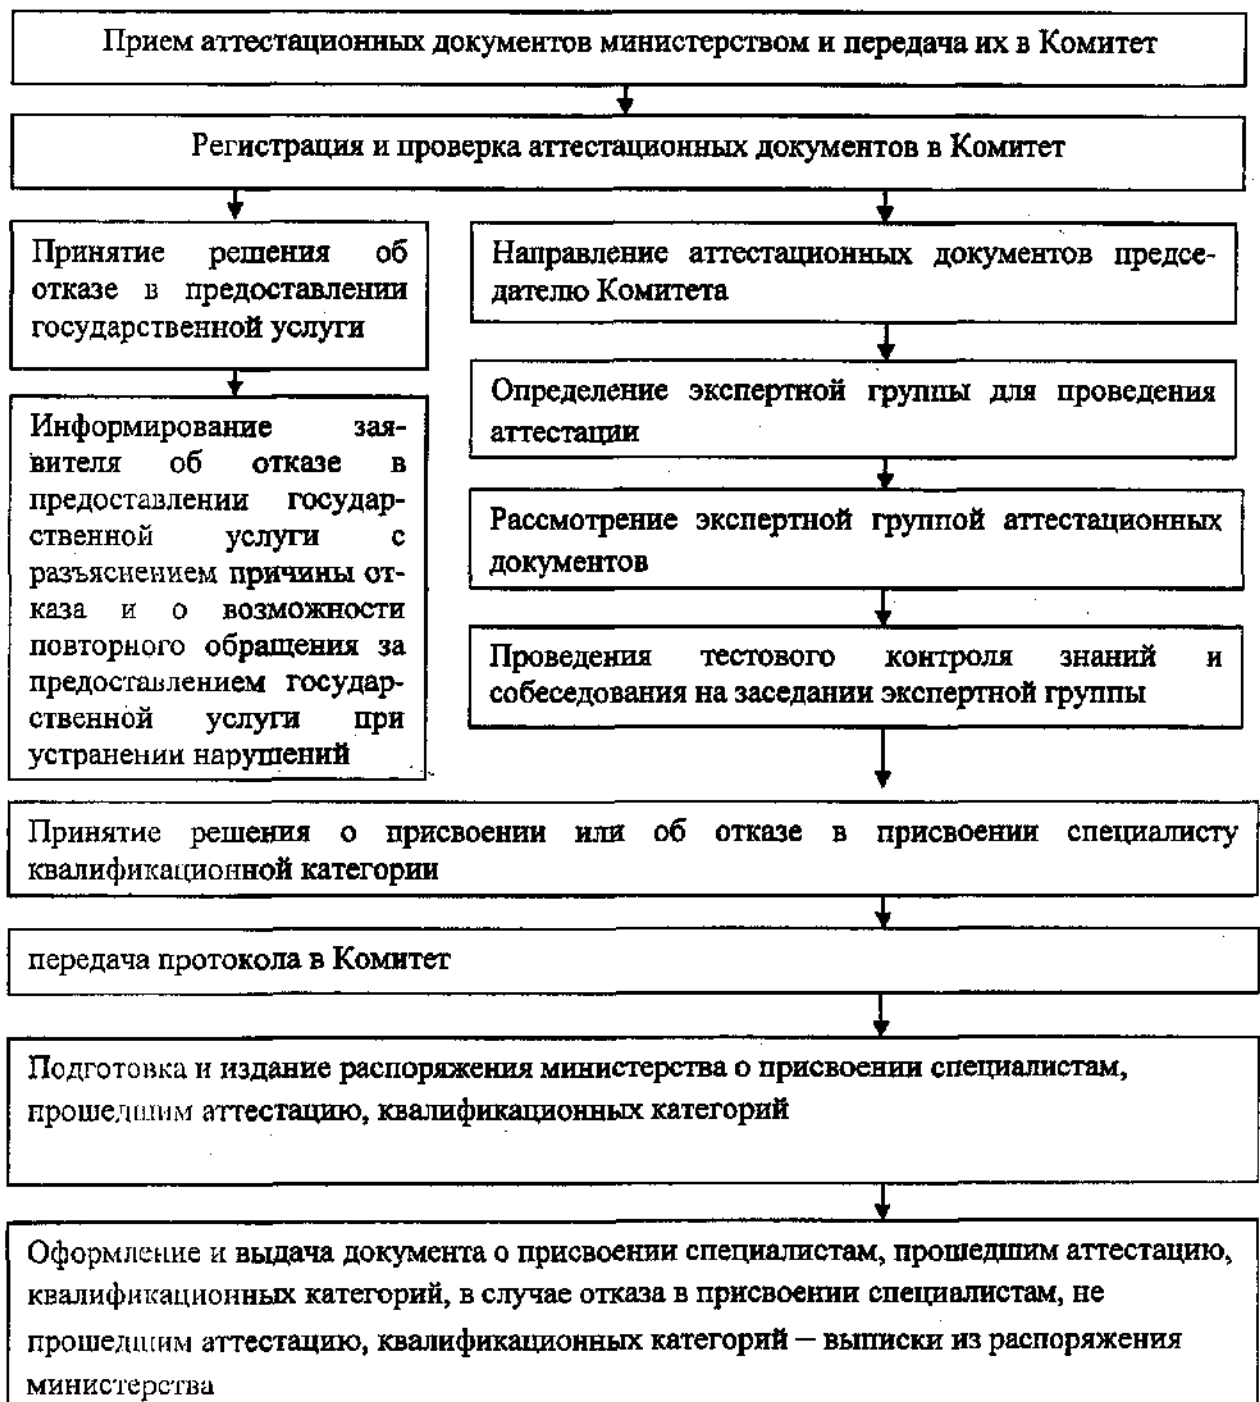 Прием аттестационных документов министерством и передача их в Комитет
Регистрация и проверка аттестационных документов в Комитет
Принятие решения об
отказе в предоставлении
государственной услуги
Информирование зая-
вителя об отказе в
предоставлении государ-
ственной услуги с
разъяснением причины от-
каза и о возможности
повторного обращения за
предоставлением государ-
ственной услуги при
устранении нарушений
Направление аттестационных документов предсе-
дателю Комитета
Определение экспертной группы для проведения
аттестации
Рассмотрение экспертной группой аттестационных
документов
Проведения тестового контроля знаний и
собеседования на заседании экспертной группы
Принятие решения о присвоении или об отказе в присвоении специалисту
квалификационной категории
передача протокола в Комитет
Подготовка и издание распоряжения министерства о присвоении специалистам,
прошедшим аттестацию, квалификационных категорий
Оформление и выдача документа о присвоении специалистам, прошедшим аттестацию,
квалификационных категорий, в случае отказа в присвоении специалистам, не
прошедшим аттестацию, квалификационных категорий – выписки из распоряжения
министерства